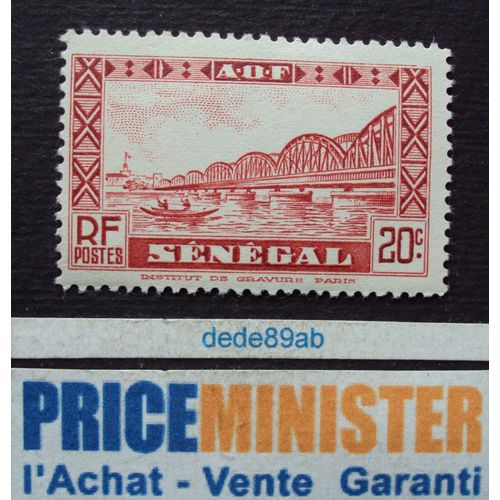 A·O·F
RF
POSTES
SÉNÉGAL
20c.
INSTITUT DE GRAVURE PARIS
dede89ab
PRICEMINISTER
l'Achat - Vente Garanti